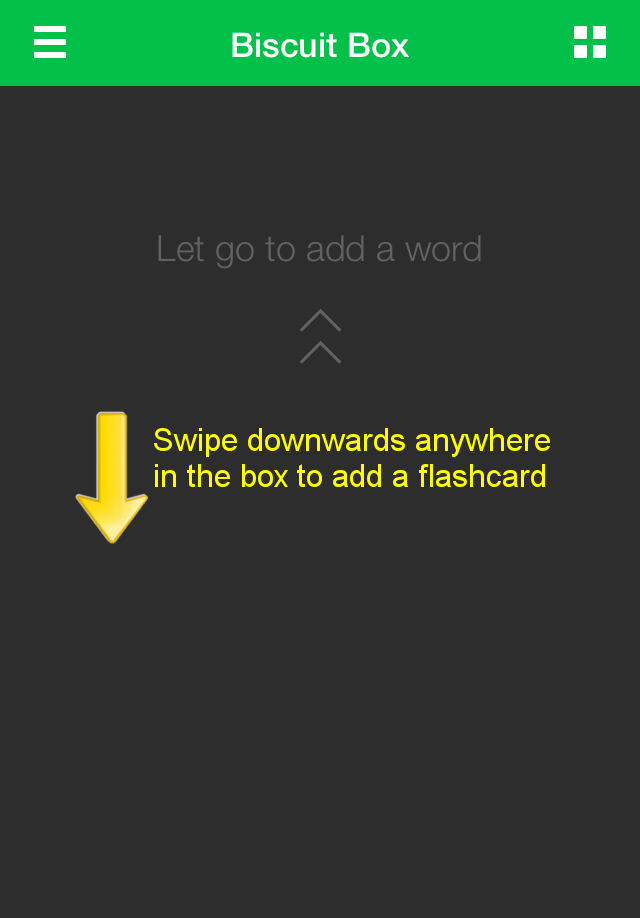 Biscuit Box
Let go to add a word
Swipe downwards anywhere
in the box to add a flashcard